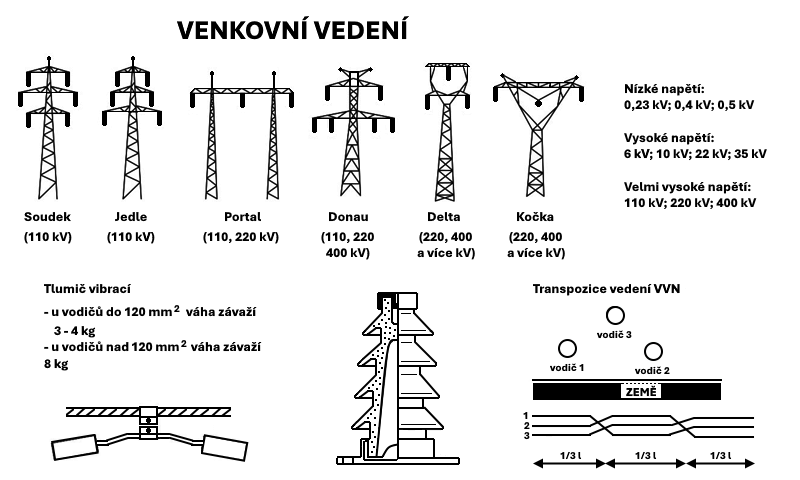 VENKOVNÍ VEDENÍ
Soudek
(110 kV)
Jedle
(110 kV)
Portal
(110, 220 kV)
Donau
(110, 220
400 kV)
Delta
(220, 400
a více kV)
Kočka
(220, 400
a více kV)
Nízké napětí:
0,23 kV; 0,4 kV; 0,5 kV
Vysoké napětí:
6 kV; 10 kV; 22 kV; 35 kV
Velmi vysoké napětí:
110 kV; 220 kV; 400 kV
Tlumič vibrací
- u vodičů do 120 mm² váha závaží
3 - 4 kg
- u vodičů nad 120 mm² váha závaží
8 kg
Transpozice vedení VVN
vodič 3
vodič 1
vodič 2
ZEMĚ
1
2
3
1/3 l
1/3 l
1/3 l